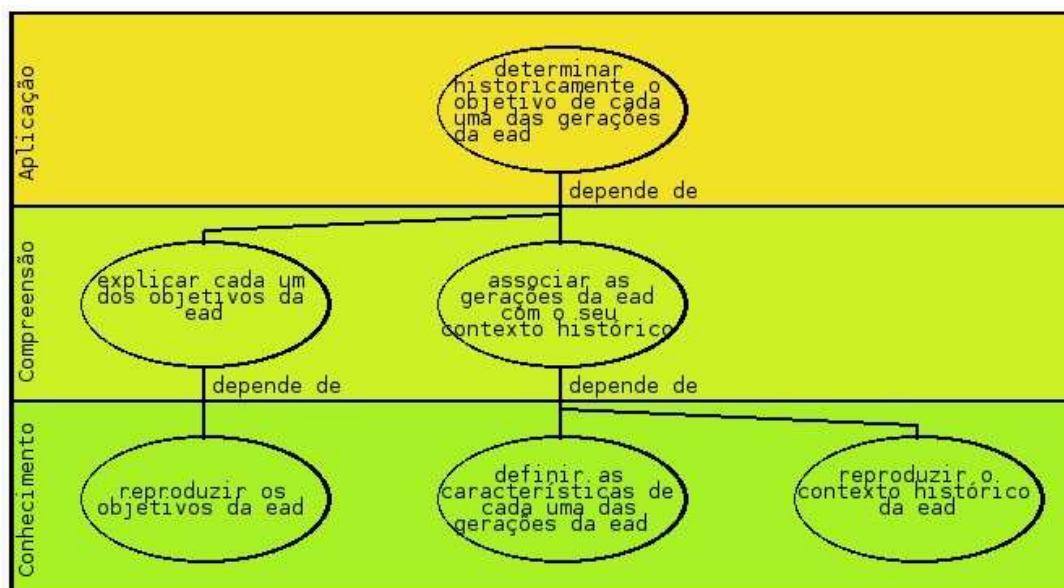 Aplicação
determinar
historicamente o
objetivo de cada
uma das gerações
da ead
depende de
Compreensão
explicar cada um
dos objetivos da
ead
associar as
gerações da ead
com o seu
contexto histórico
depende de
depende de
Conhecimento
reproduzir os
objetivos da ead
definir as
características de
cada uma das
gerações da ead
reproduzir o
contexto histórico
da ead